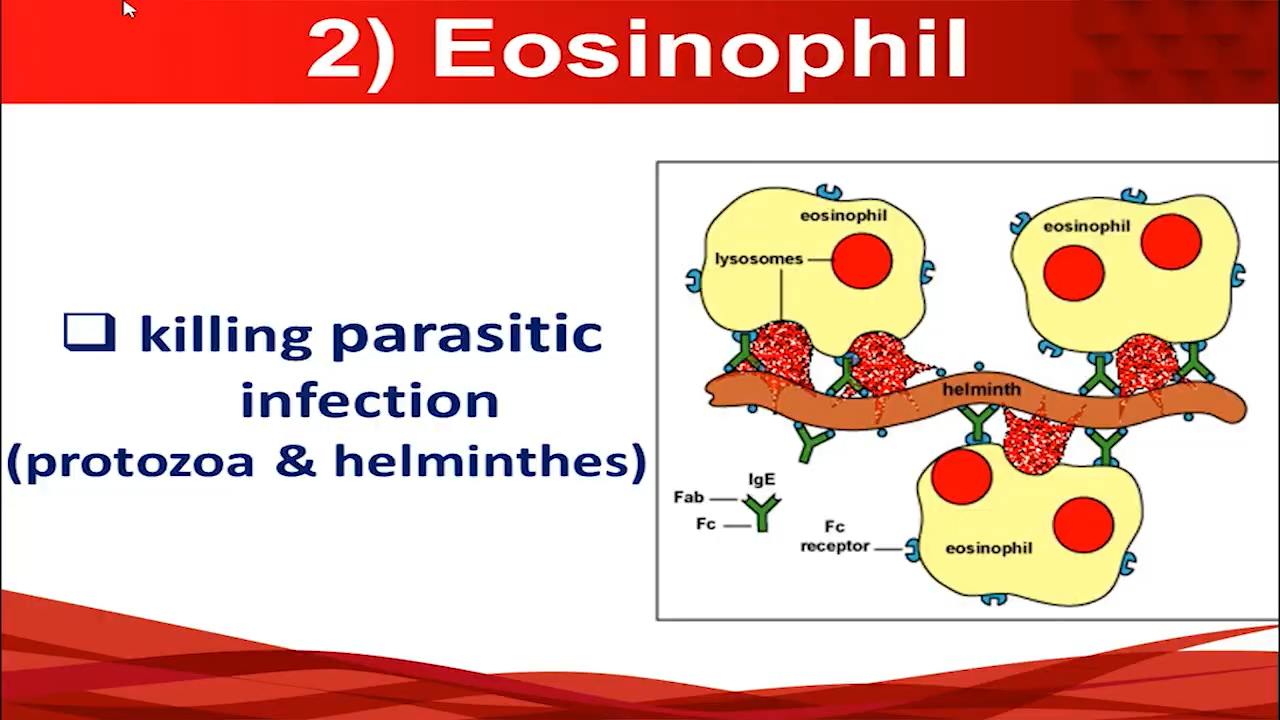 2) Eosinophil
killing parasitic
infection
(protozoa & helminthes)
eosinophil
lysosomes
eosinophil
helminth
IgE
Fab
Fc
Fc
receptor
eosinophil